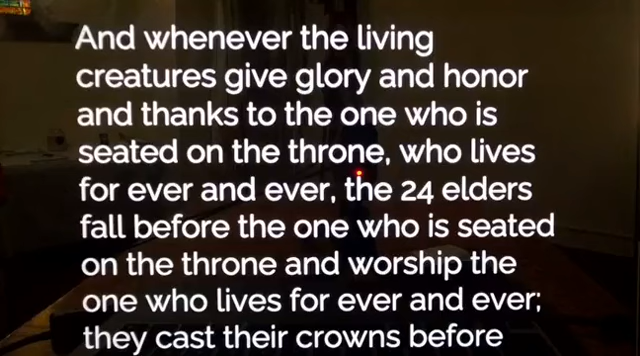 And whenever the living
creatures give glory and honor
and thanks to the one who is
seated on the throne, who lives
for ever and ever, the 24 elders
fall before the one who is seated
on the throne and worship the
one who lives for ever and ever;
they cast their crowns before